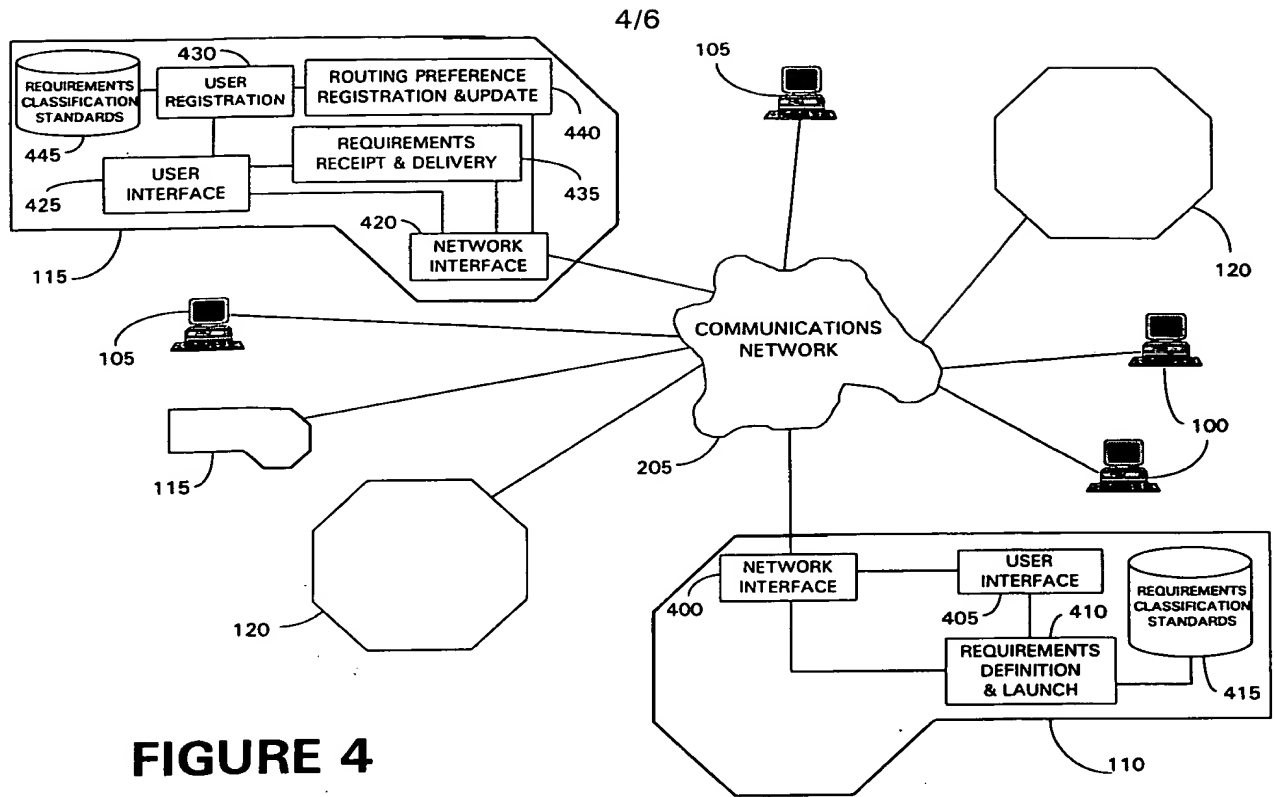 4/6
105
430
REQUIREMENTS
CLASSIFICATION
STANDARDS
USER
REGISTRATION
ROUTING PREFERENCE
REGISTRATION &UPDATE
440
445
REQUIREMENTS
RECEIPT & DELIVERY
435
425
USER
INTERFACE
420
NETWORK
INTERFACE
115
120
105
COMMUNICATIONS
NETWORK
100
115
205
120
NETWORK
INTERFACE
400
USER
INTERFACE
405
410
REQUIREMENTS
CLASSIFICATION
STANDARDS
REQUIREMENTS
DEFINITION
& LAUNCH
415
110
FIGURE 4